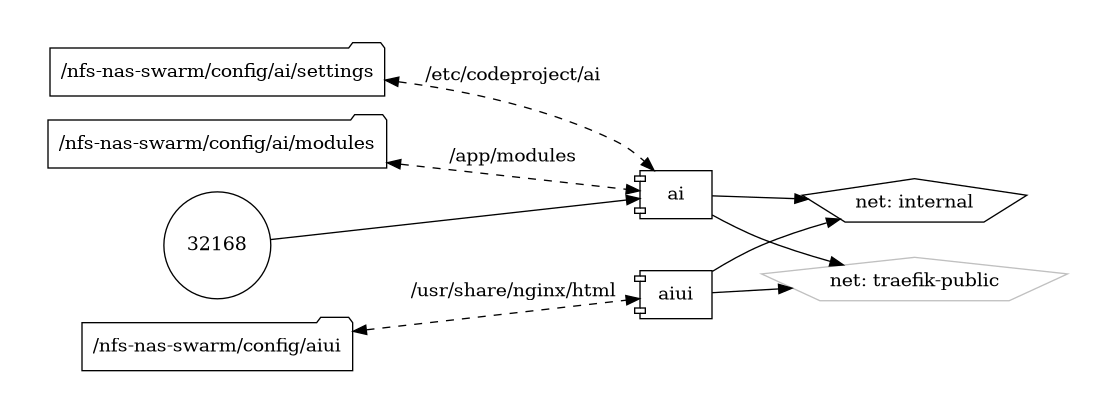 /nfs-nas-swarm/config/ai/settings
/etc/codeproject/ai
/nfs-nas-swarm/config/ai/modules
/app/modules
ai
net: internal
32168
net: traefik-public
/usr/share/nginx/html
aiui
/nfs-nas-swarm/config/aiui